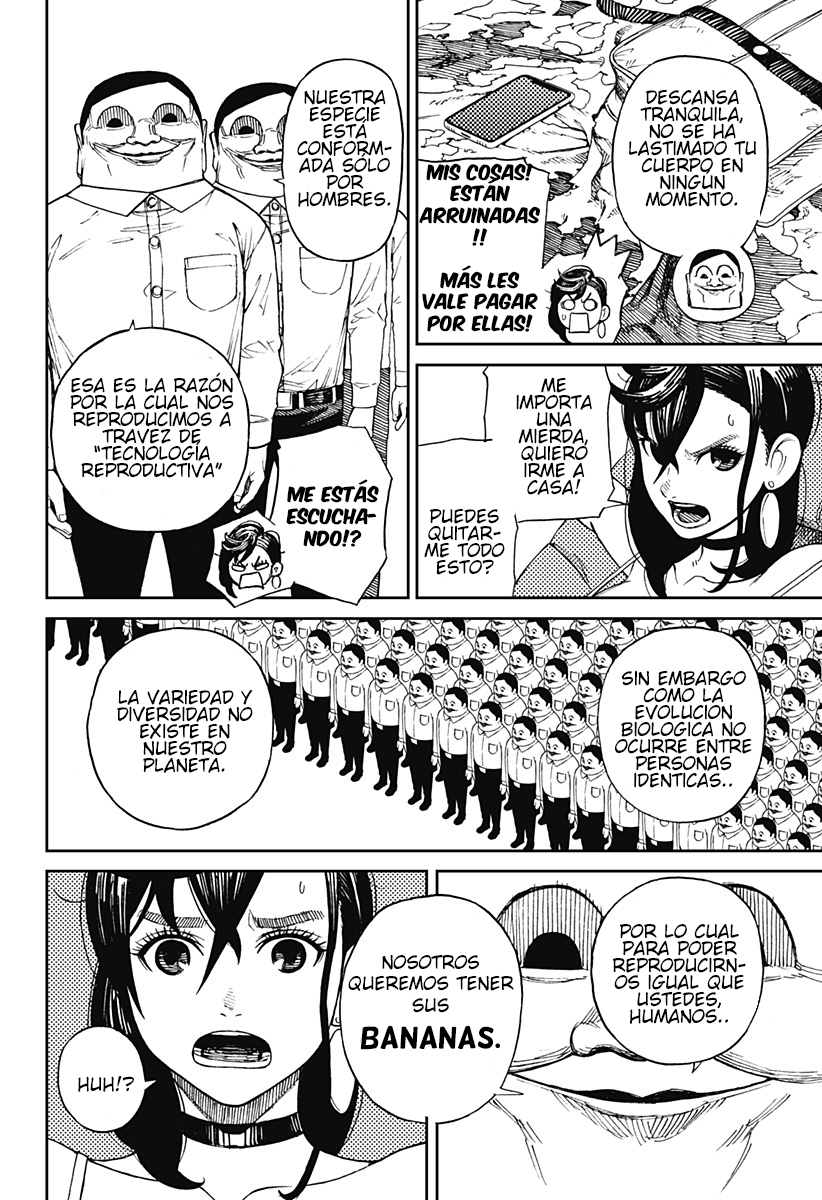 DESCANSA
TRANQUILA,
NO SE HA
LASTIMADO TU
CUERPO EN
NINGÚN
MOMENTO.
MIS COSAS!
ESTÁN
ARRUINADAS
!!
MÁS LES
VALE PAGAR
POR ELLAS!
NUESTRA
ESPECIE
ESTÁ
CONFORM-
ADA SÓLO
POR
HOMBRES.
ESA ES LA RAZÓN
POR LA CUAL NOS
REPRODUCIMOS A
TRAVEZ DE
"TECNOLOGÍA
REPRODUCTIVA"
ME ESTÁS
ESCUCHA-
NDO!?
ME
IMPORTA
UNA
MIERDA,
QUIERO
IRME A
CASA!
PUEDES
QUITAR-
ME TODO
ESTO?
SIN EMBARGO
COMO LA
EVOLUCION
BIOLOGICA NO
OCURRE ENTRE
PERSONAS
IDENTICAS..
LA VARIEDAD Y
DIVERSIDAD NO
EXISTE EN
NUESTRO
PLANETA.
POR LO CUAL
PARA PODER
REPRODUCIRN-
OS IGUAL QUE
USTEDES,
HUMANOS..
NOSOTROS
QUEREMOS TENER
SUS
BANANAS.
HUH!?